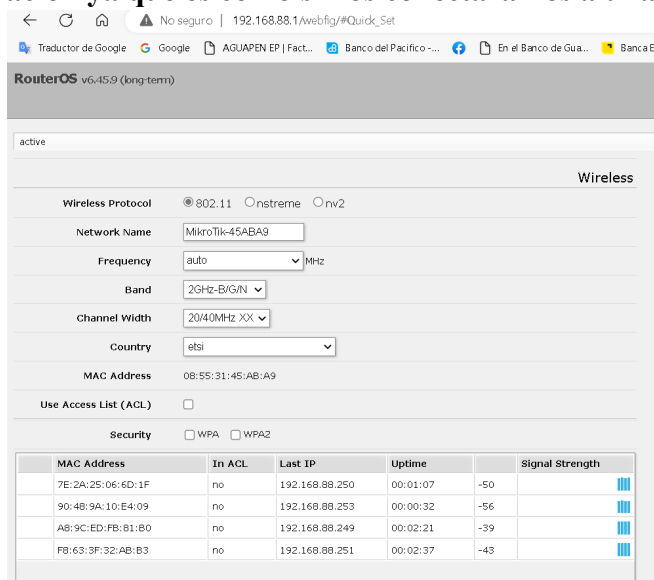 No seguro | 192.168.88.1/webfig/#Quick_Set
Traductor de Google Google AGUAPEN EP | Fact... Banco del Pacifico -... En el Banco de Gua... Banca E
RouterOS v6.45.9 (long-term)
active
Wireless
Wireless Protocol 802.11 nstreme nv2
Network Name MikroTik-45ABA9
Frequency auto MHz
Band 2GHz-B/G/N
Channel Width 20/40MHz XX
Country etsi
MAC Address 08:55:31:45:AB:A9
Use Access List (ACL)
Security WPA WPA2
MAC Address In ACL Last IP Uptime Signal Strength
7E:2A:25:06:6D:1F no 192.168.88.250 00:01:07 -50
90:48:9A:10:E4:09 no 192.168.88.253 00:00:32 -56
A8:9C:ED:FB:81:B0 no 192.168.88.249 00:02:21 -39
F8:63:3F:32:AB:B3 no 192.168.88.251 00:02:37 -43